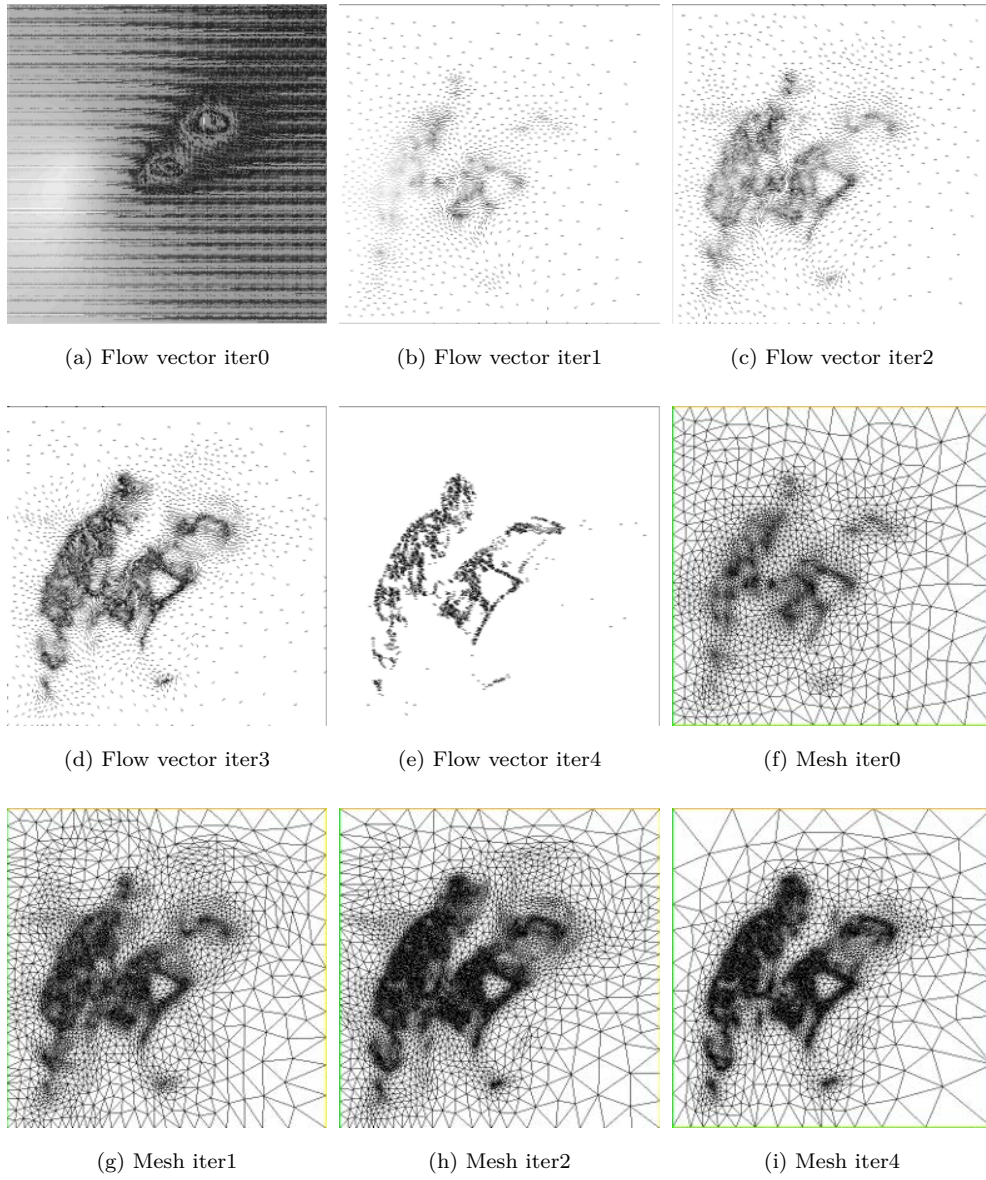 (a) Flow vector iter0
(b) Flow vector iter1
(c) Flow vector iter2
(d) Flow vector iter3
(e) Flow vector iter4
(f) Mesh iter0
(g) Mesh iter1
(h) Mesh iter2
(i) Mesh iter4